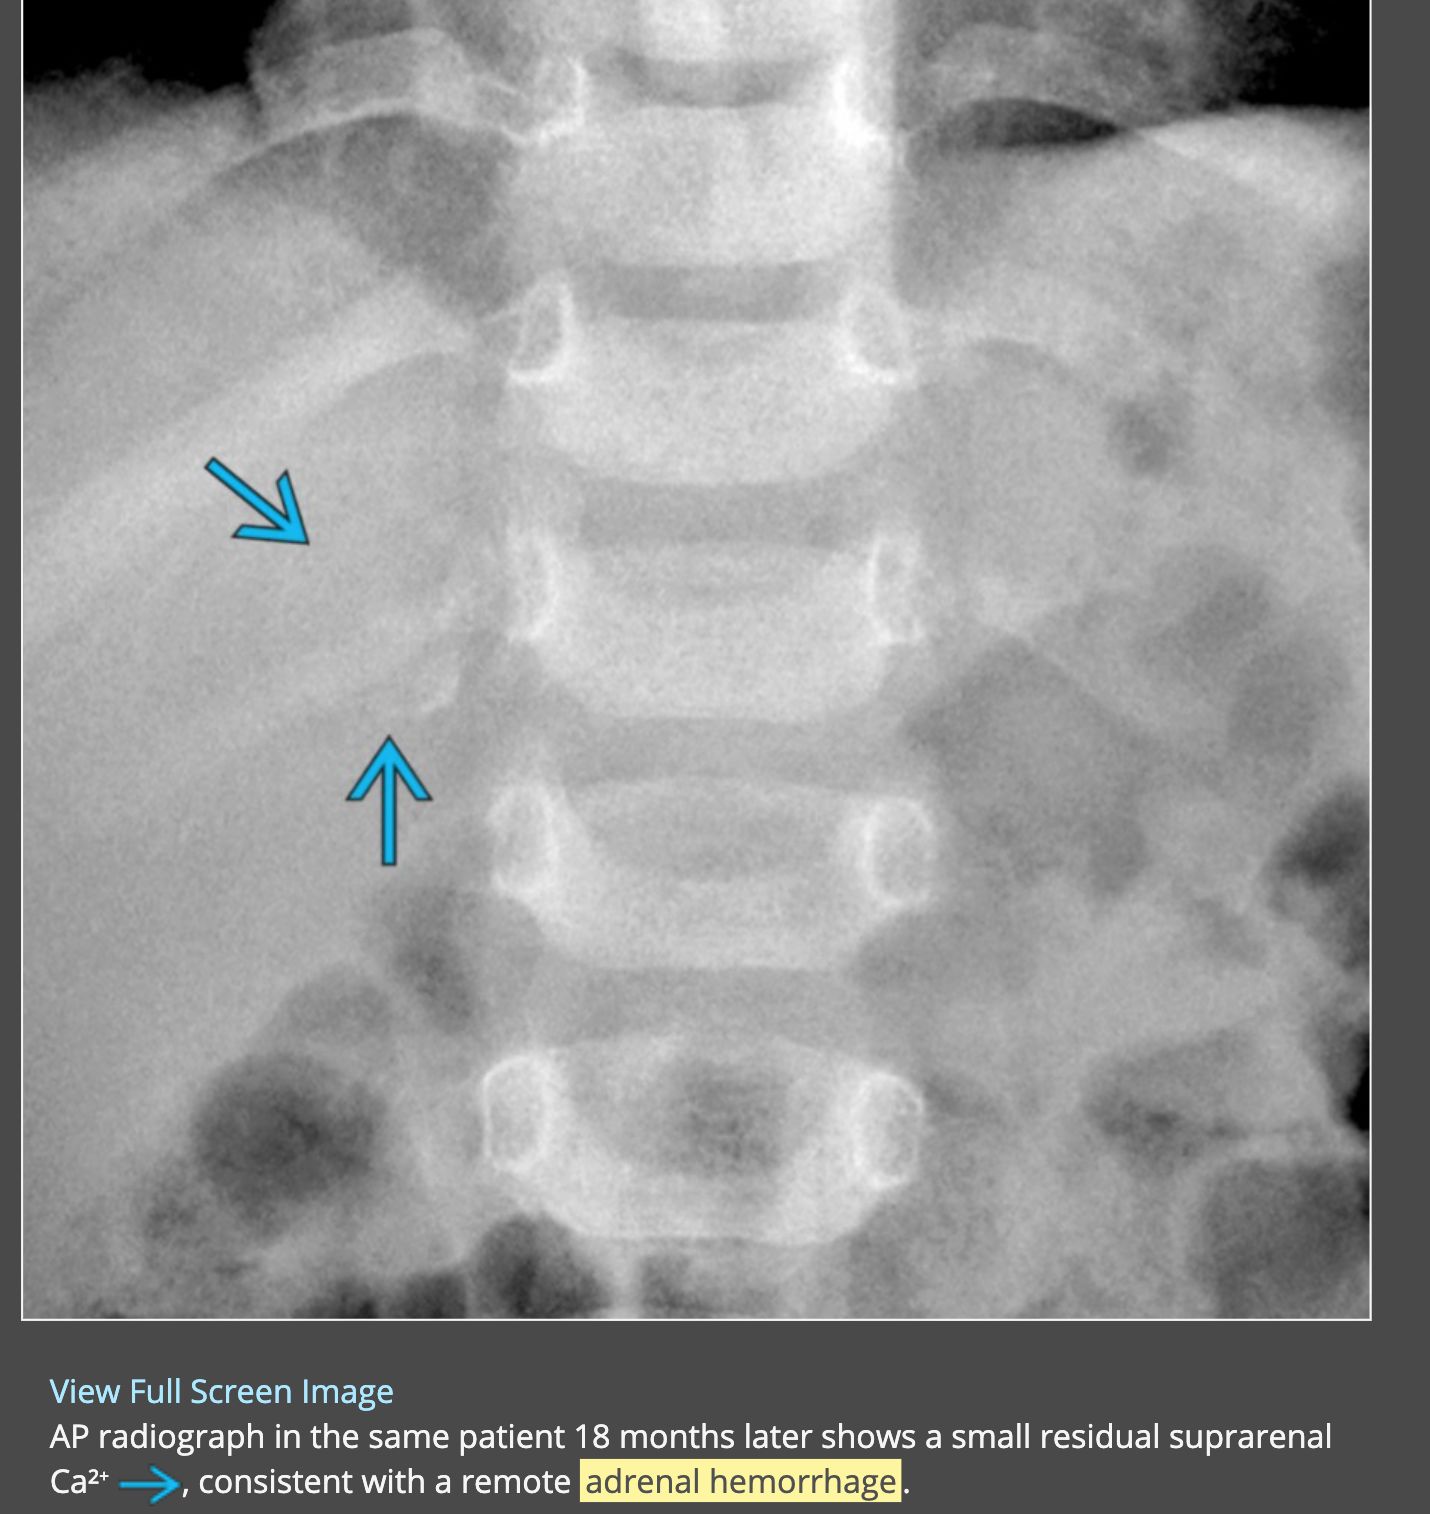 View Full Screen Image
AP radiograph in the same patient 18 months later shows a small residual suprarenal
Ca²⁺ , consistent with a remote adrenal hemorrhage.